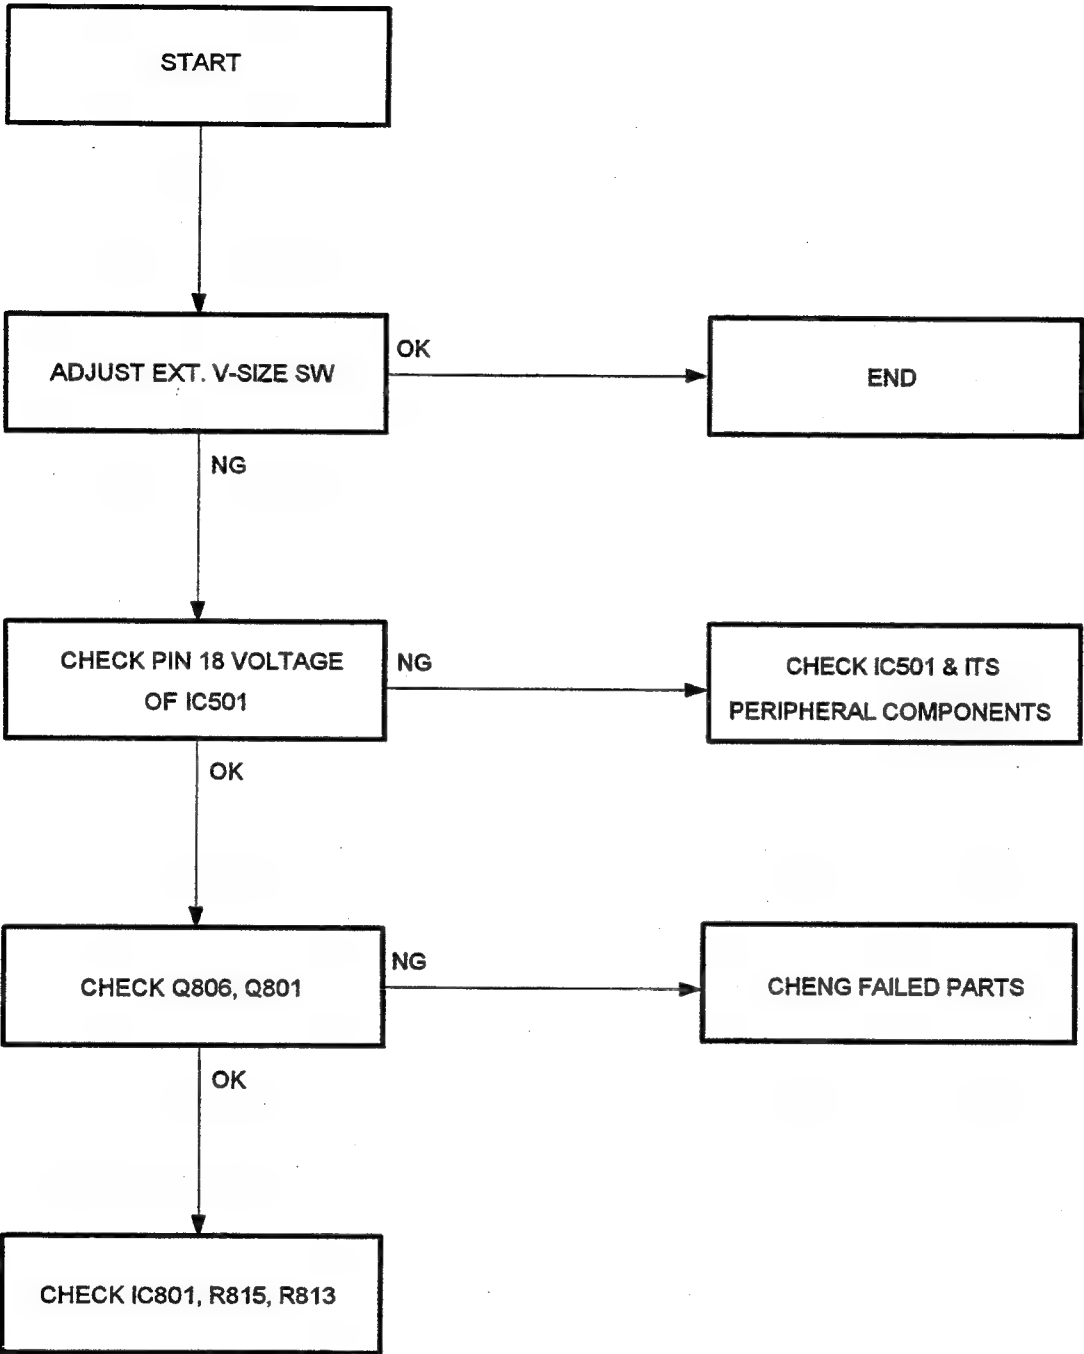 START
ADJUST EXT. V-SIZE SW
OK
END
NG
CHECK PIN 18 VOLTAGE
OF IC501
NG
CHECK IC501 & ITS
PERIPHERAL COMPONENTS
OK
CHECK Q806, Q801
NG
CHENG FAILED PARTS
OK
CHECK IC801, R815, R813